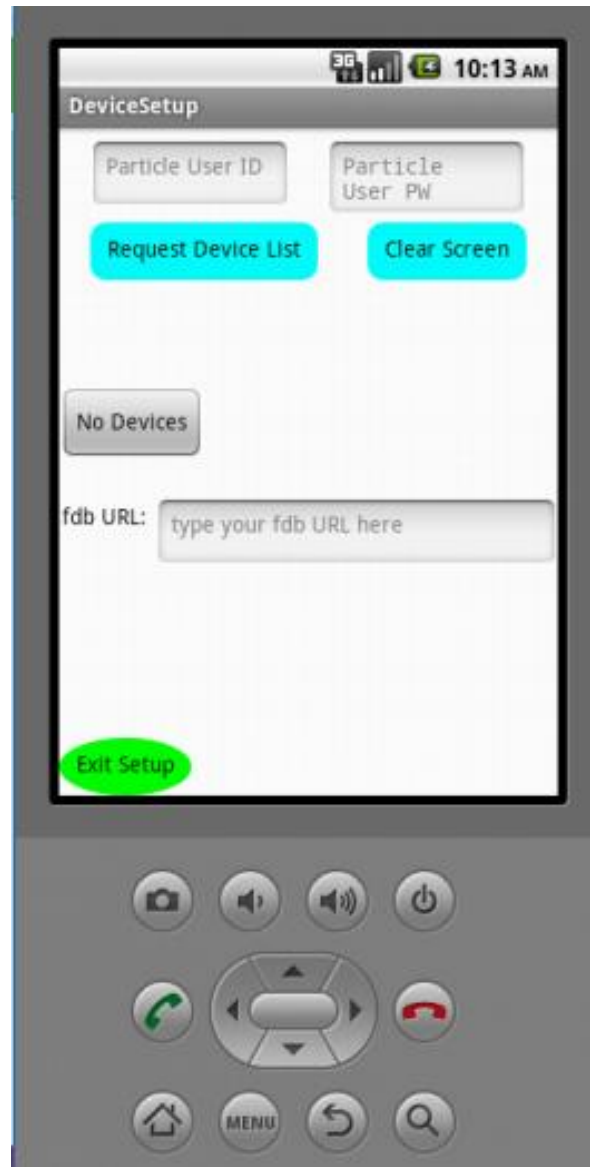 3G 10:13 AM
DeviceSetup
Particle User ID
Particle
User PW
Request Device List
Clear Screen
No Devices
fdb URL:
type your fdb URL here
Exit Setup
MENU